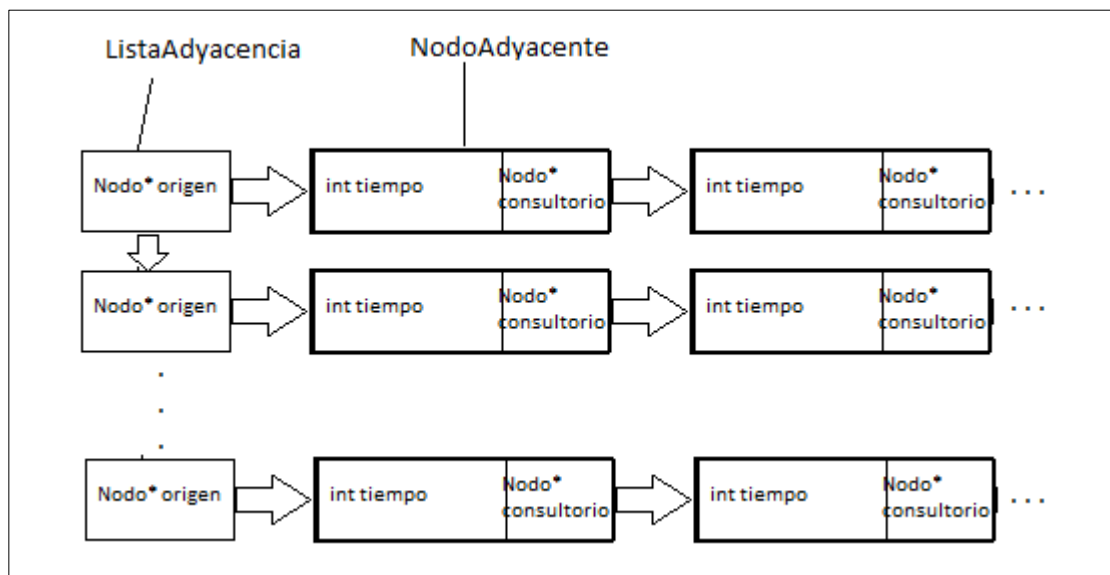 ListaAdyacencia
NodoAdyacente
Nodo* origen
int tiempo
Nodo*
consultorio
int tiempo
Nodo*
consultorio
. . .
Nodo* origen
int tiempo
Nodo*
consultorio
int tiempo
Nodo*
consultorio
. . .
.
.
.
Nodo* origen
int tiempo
Nodo*
consultorio
int tiempo
Nodo*
consultorio
. . .